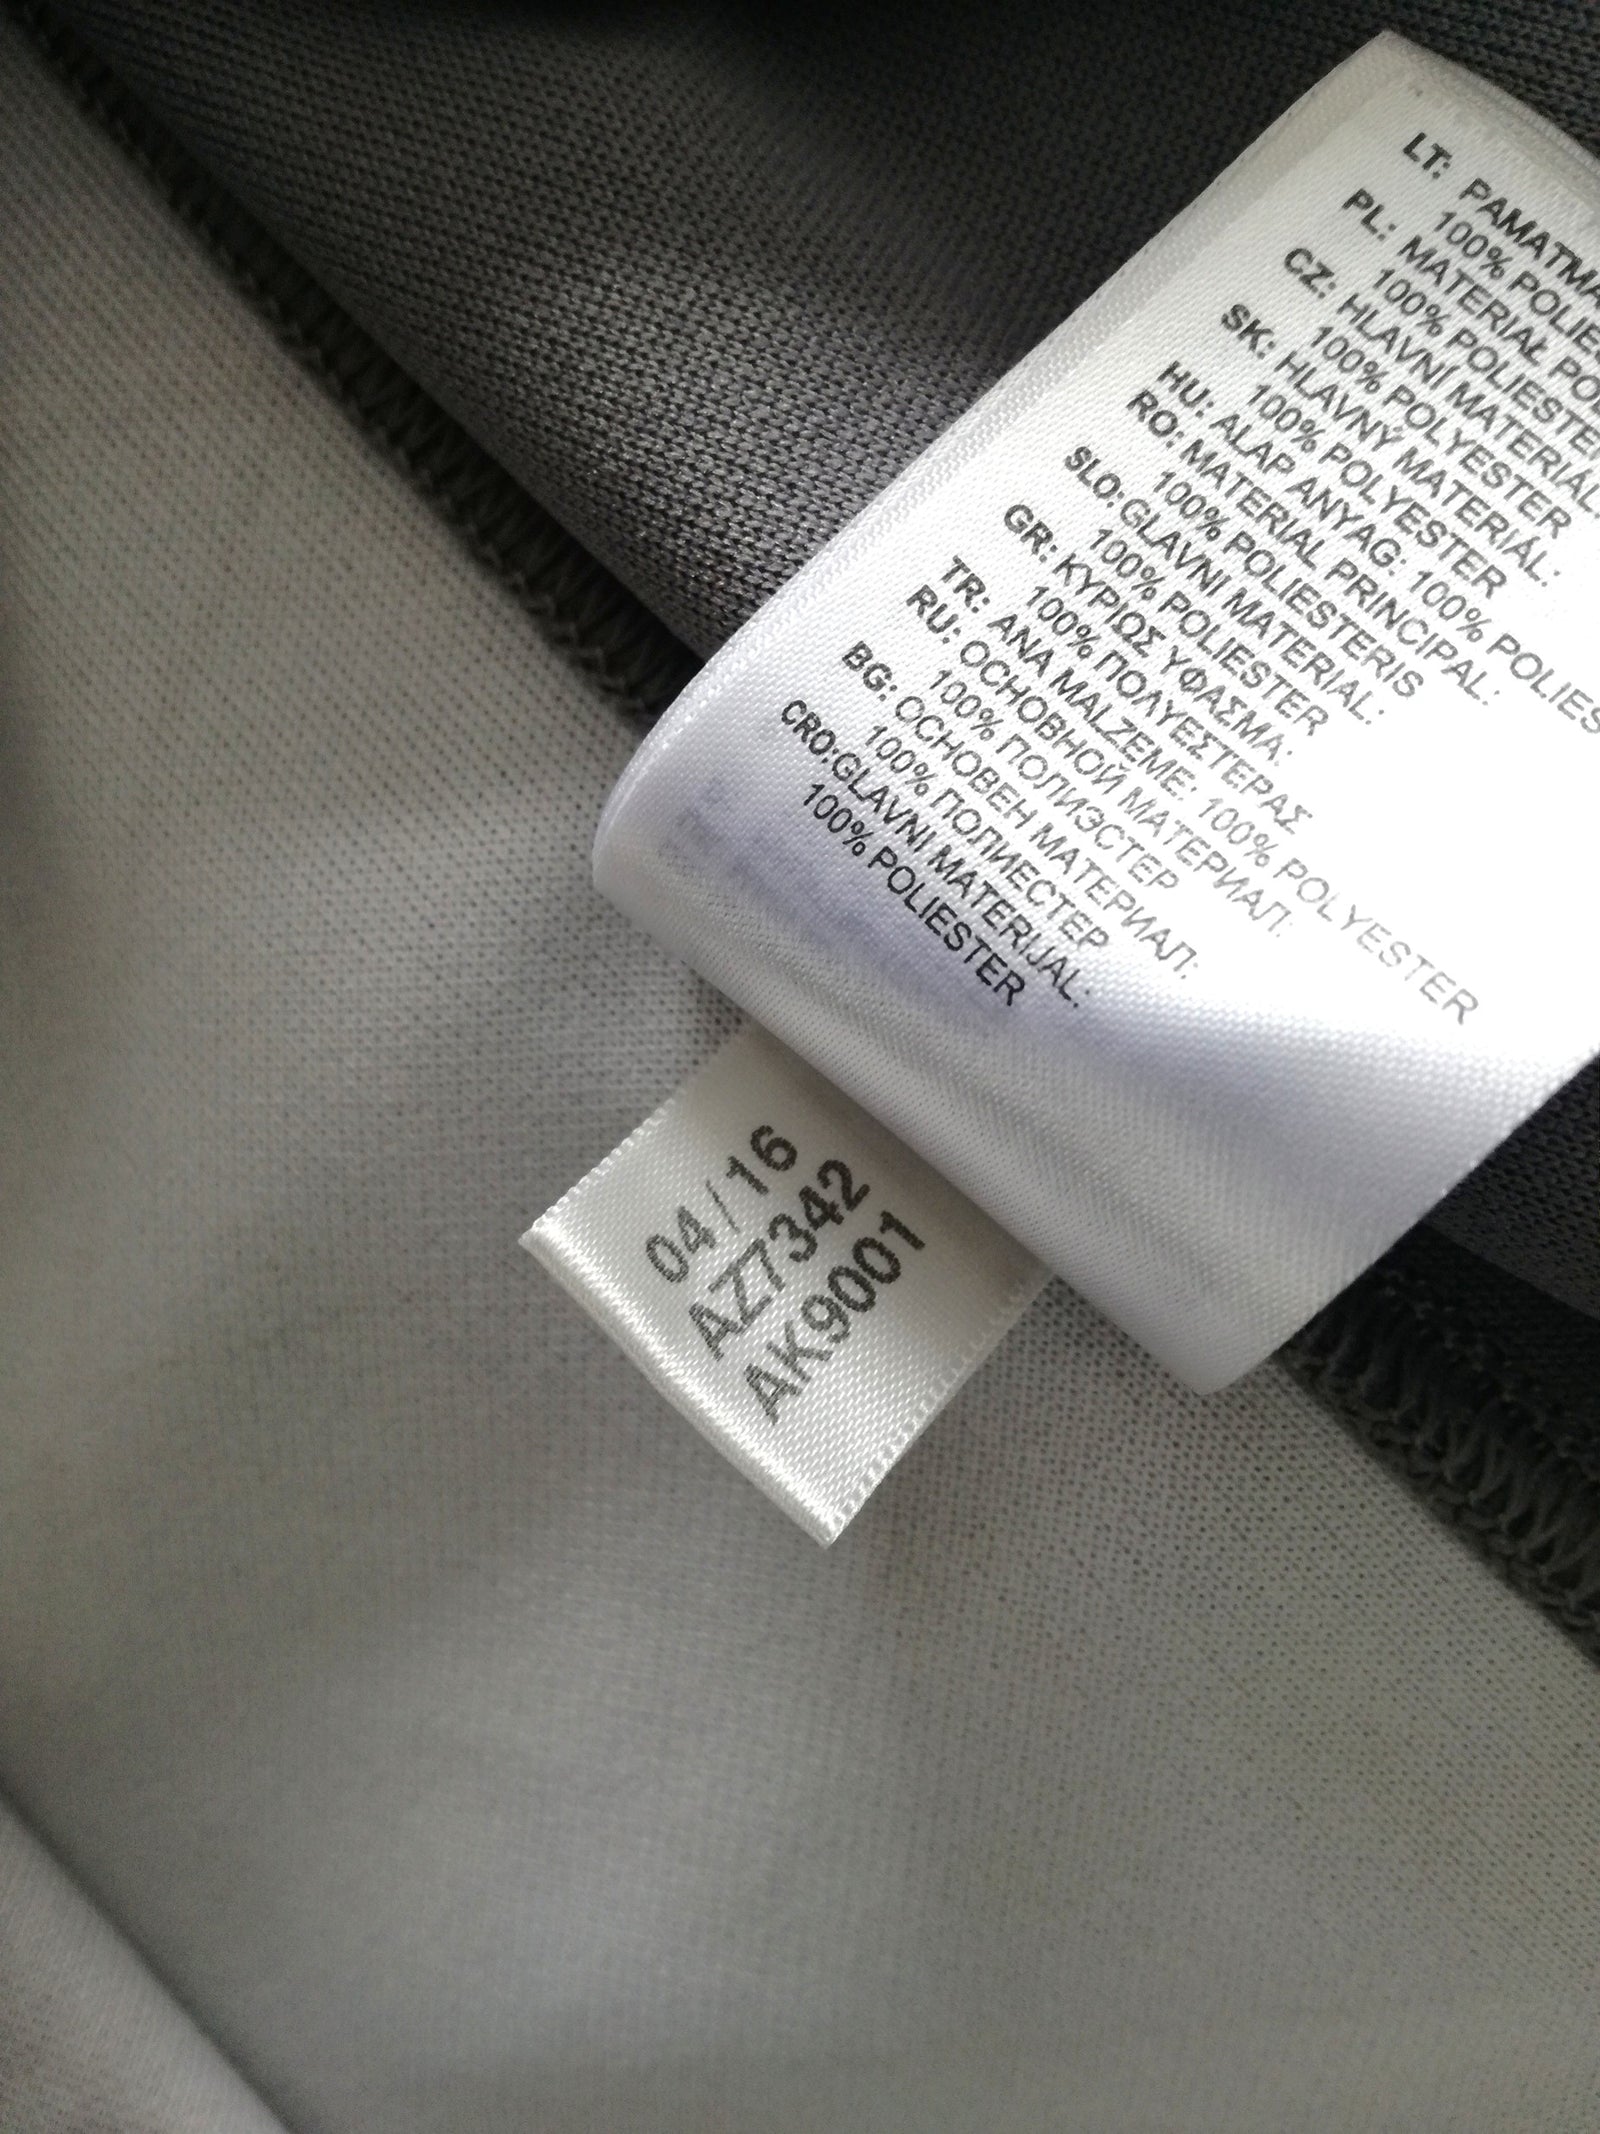 LT: PAMATMA
100% POLIES
PL: MATERIAŁ PO
100% POLIESTER
CZ: HLAVNÍ MATERIÁL
100% POLYESTER
SK: HLAVNÝ MATERIÁL:
100% POLYESTER
HU: ALAP ANYAG: 100% POLIES
RO: MATERIAL PRINCIPAL:
100% POLIESTERIS
SLO: GLAVNI MATERIAL:
100% POLIESTER
GR: ΚΥΡΙΩΣ ΥΦΑΣΜΑ:
100% ΠΟΛΥΕΣΤΕΡΑΣ
TR: ANA MALZEME: 100% POLYESTER
RU: ОСНОВНОЙ МАТЕРИАЛ:
100% ПОЛИЭСТЕР
BG: ОСНОВЕН МАТЕРИАЛ:
100% ПОЛИЕСТЕР
CRO: GLAVNI MATERIJAL:
100% POLIESTER
04/16
AZ7342
AK9001